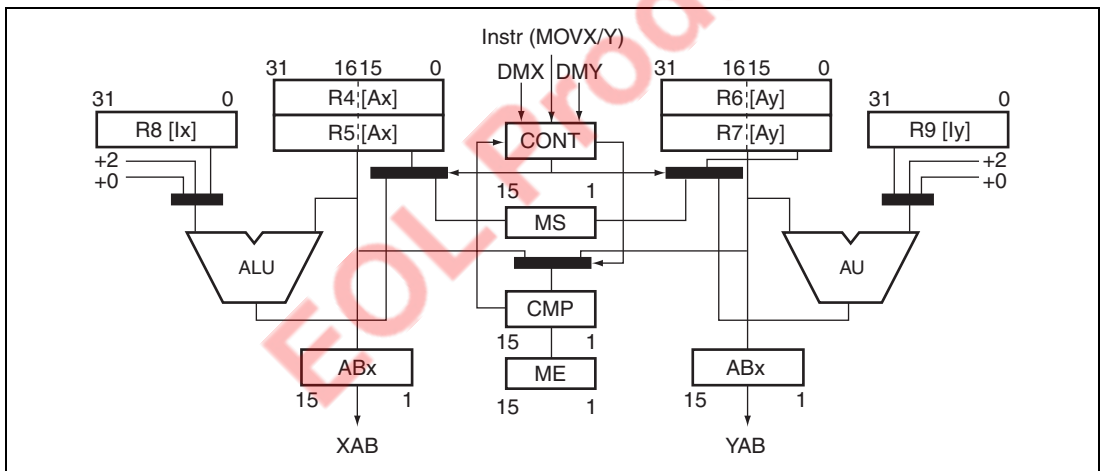 Instr (MOVX/Y)
DMX DMY
31 16 15 0
R4 [Ax]
R5 [Ax]
31 0
R8 [Ix]
+2
+0
CONT
31 16 15 0
R6 [Ay]
R7 [Ay]
31 0
R9 [Iy]
+2
+0
15 1
MS
ALU
AU
CMP
15 1
ME
15 1
ABx
15 1
XAB
ABx
15 1
YAB
EOL Prod